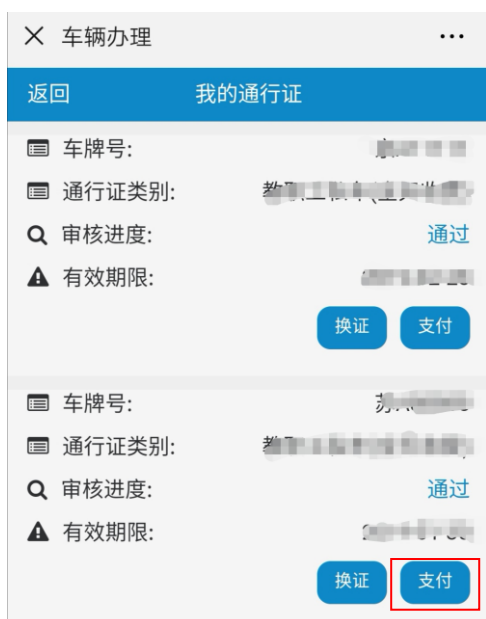 车辆办理
返回 我的通行证
车牌号:
通行证类别:
审核进度: 通过
有效期限:
换证 支付
车牌号:
通行证类别:
审核进度: 通过
有效期限:
换证 支付